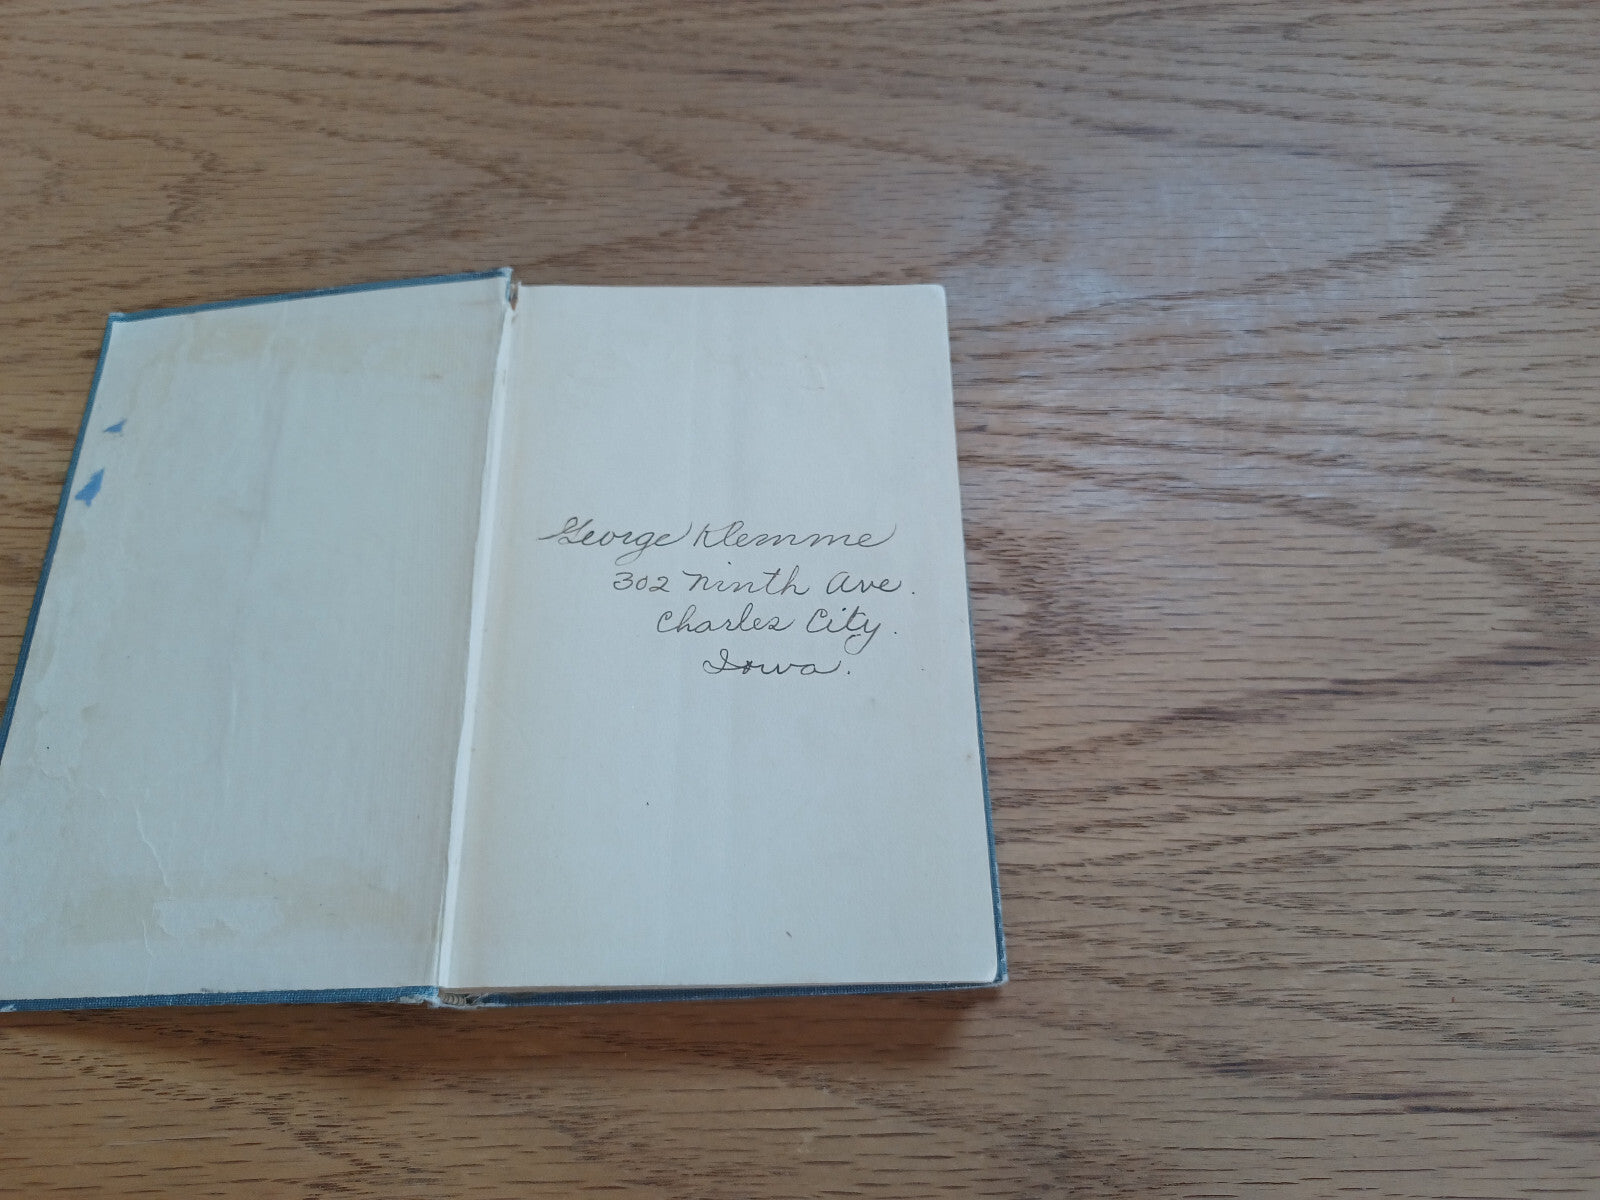 George Klemme
302 Ninth Ave.
Charles City.
Iowa.